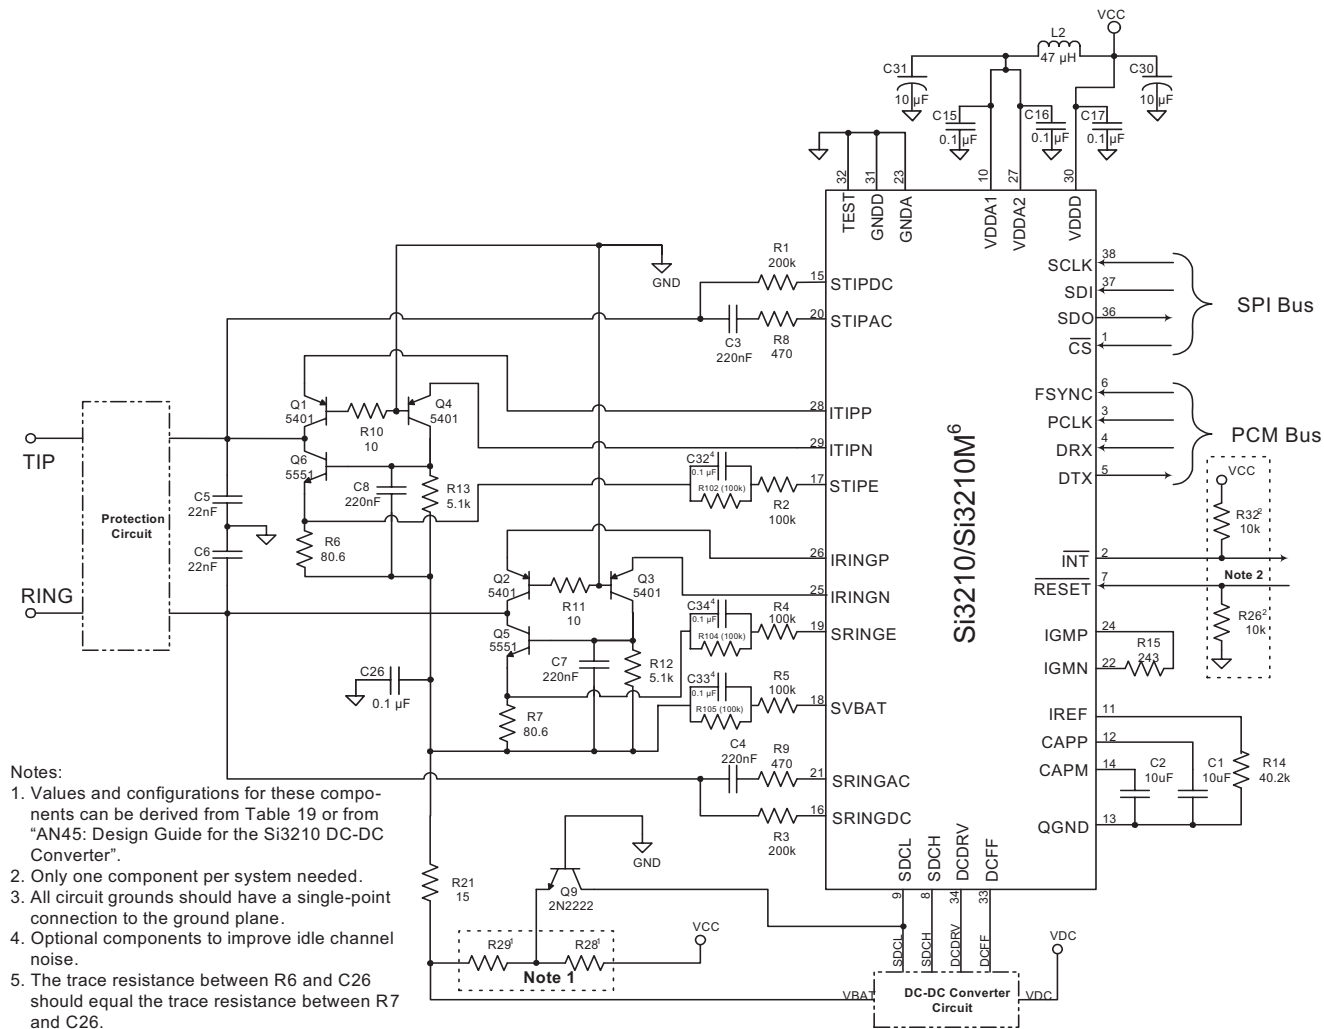 VCC
L2
47 µH
C31
10 µF
C30
10 µF
C15
0.1 µF
C16
0.1 µF
C17
0.1 µF
32
31
23
10
27
30
TEST
GNDD
GNDA
VDDA1
VDDA2
VDDD
GND
R1
200k
15
STIPDC
20
STIPAC
C3
220nF
R8
470
SCLK
38
SDI
37
SDO
36
CS
1
SPI Bus
FSYNC
6
PCLK
3
DRX
4
DTX
5
PCM Bus
Q1
5401
R10
10
Q4
5401
28
ITIPP
29
ITIPN
Q6
5551
C8
220nF
R13
5.1k
C32⁴
0.1 µF
R102 (100k)
R2
100k
17
STIPE
TIP
Protection
Circuit
RING
C5
22nF
C6
22nF
R6
80.6
Si3210/Si3210M⁶
VCC
R32²
10k
INT
2
Note 2
RESET
7
R26²
10k
26
IRINGP
25
IRINGN
Q2
5401
R11
10
Q3
5401
Q5
5551
C7
220nF
R12
5.1k
C34⁴
0.1 µF
R104 (100k)
R4
100k
19
SRINGE
IGMP
24
IGMN
22
R15
243
C26
0.1 µF
R7
80.6
C33⁴
0.1 µF
R105 (100k)
R5
100k
18
SVBAT
IREF
11
CAPP
12
CAPM
14
C2
10uF
C1
10uF
R14
40.2k
QGND
13
C4
220nF
R9
470
21
SRINGAC
16
SRINGDC
R3
200k
GND
Q9
2N2222
R21
15
SDCL
SDCH
DCDRV
DCFF
9
8
34
33
SDCL
SDCH
DCDRV
DCFF
R29¹
R28¹
Note 1
VCC
VDC
VBAT
DC-DC Converter
Circuit
VDC
Notes:
1. Values and configurations for these compo-
nents can be derived from Table 19 or from
“AN45: Design Guide for the Si3210 DC-DC
Converter”.
2. Only one component per system needed.
3. All circuit grounds should have a single-point
connection to the ground plane.
4. Optional components to improve idle channel
noise.
5. The trace resistance between R6 and C26
should equal the trace resistance between R7
and C26.